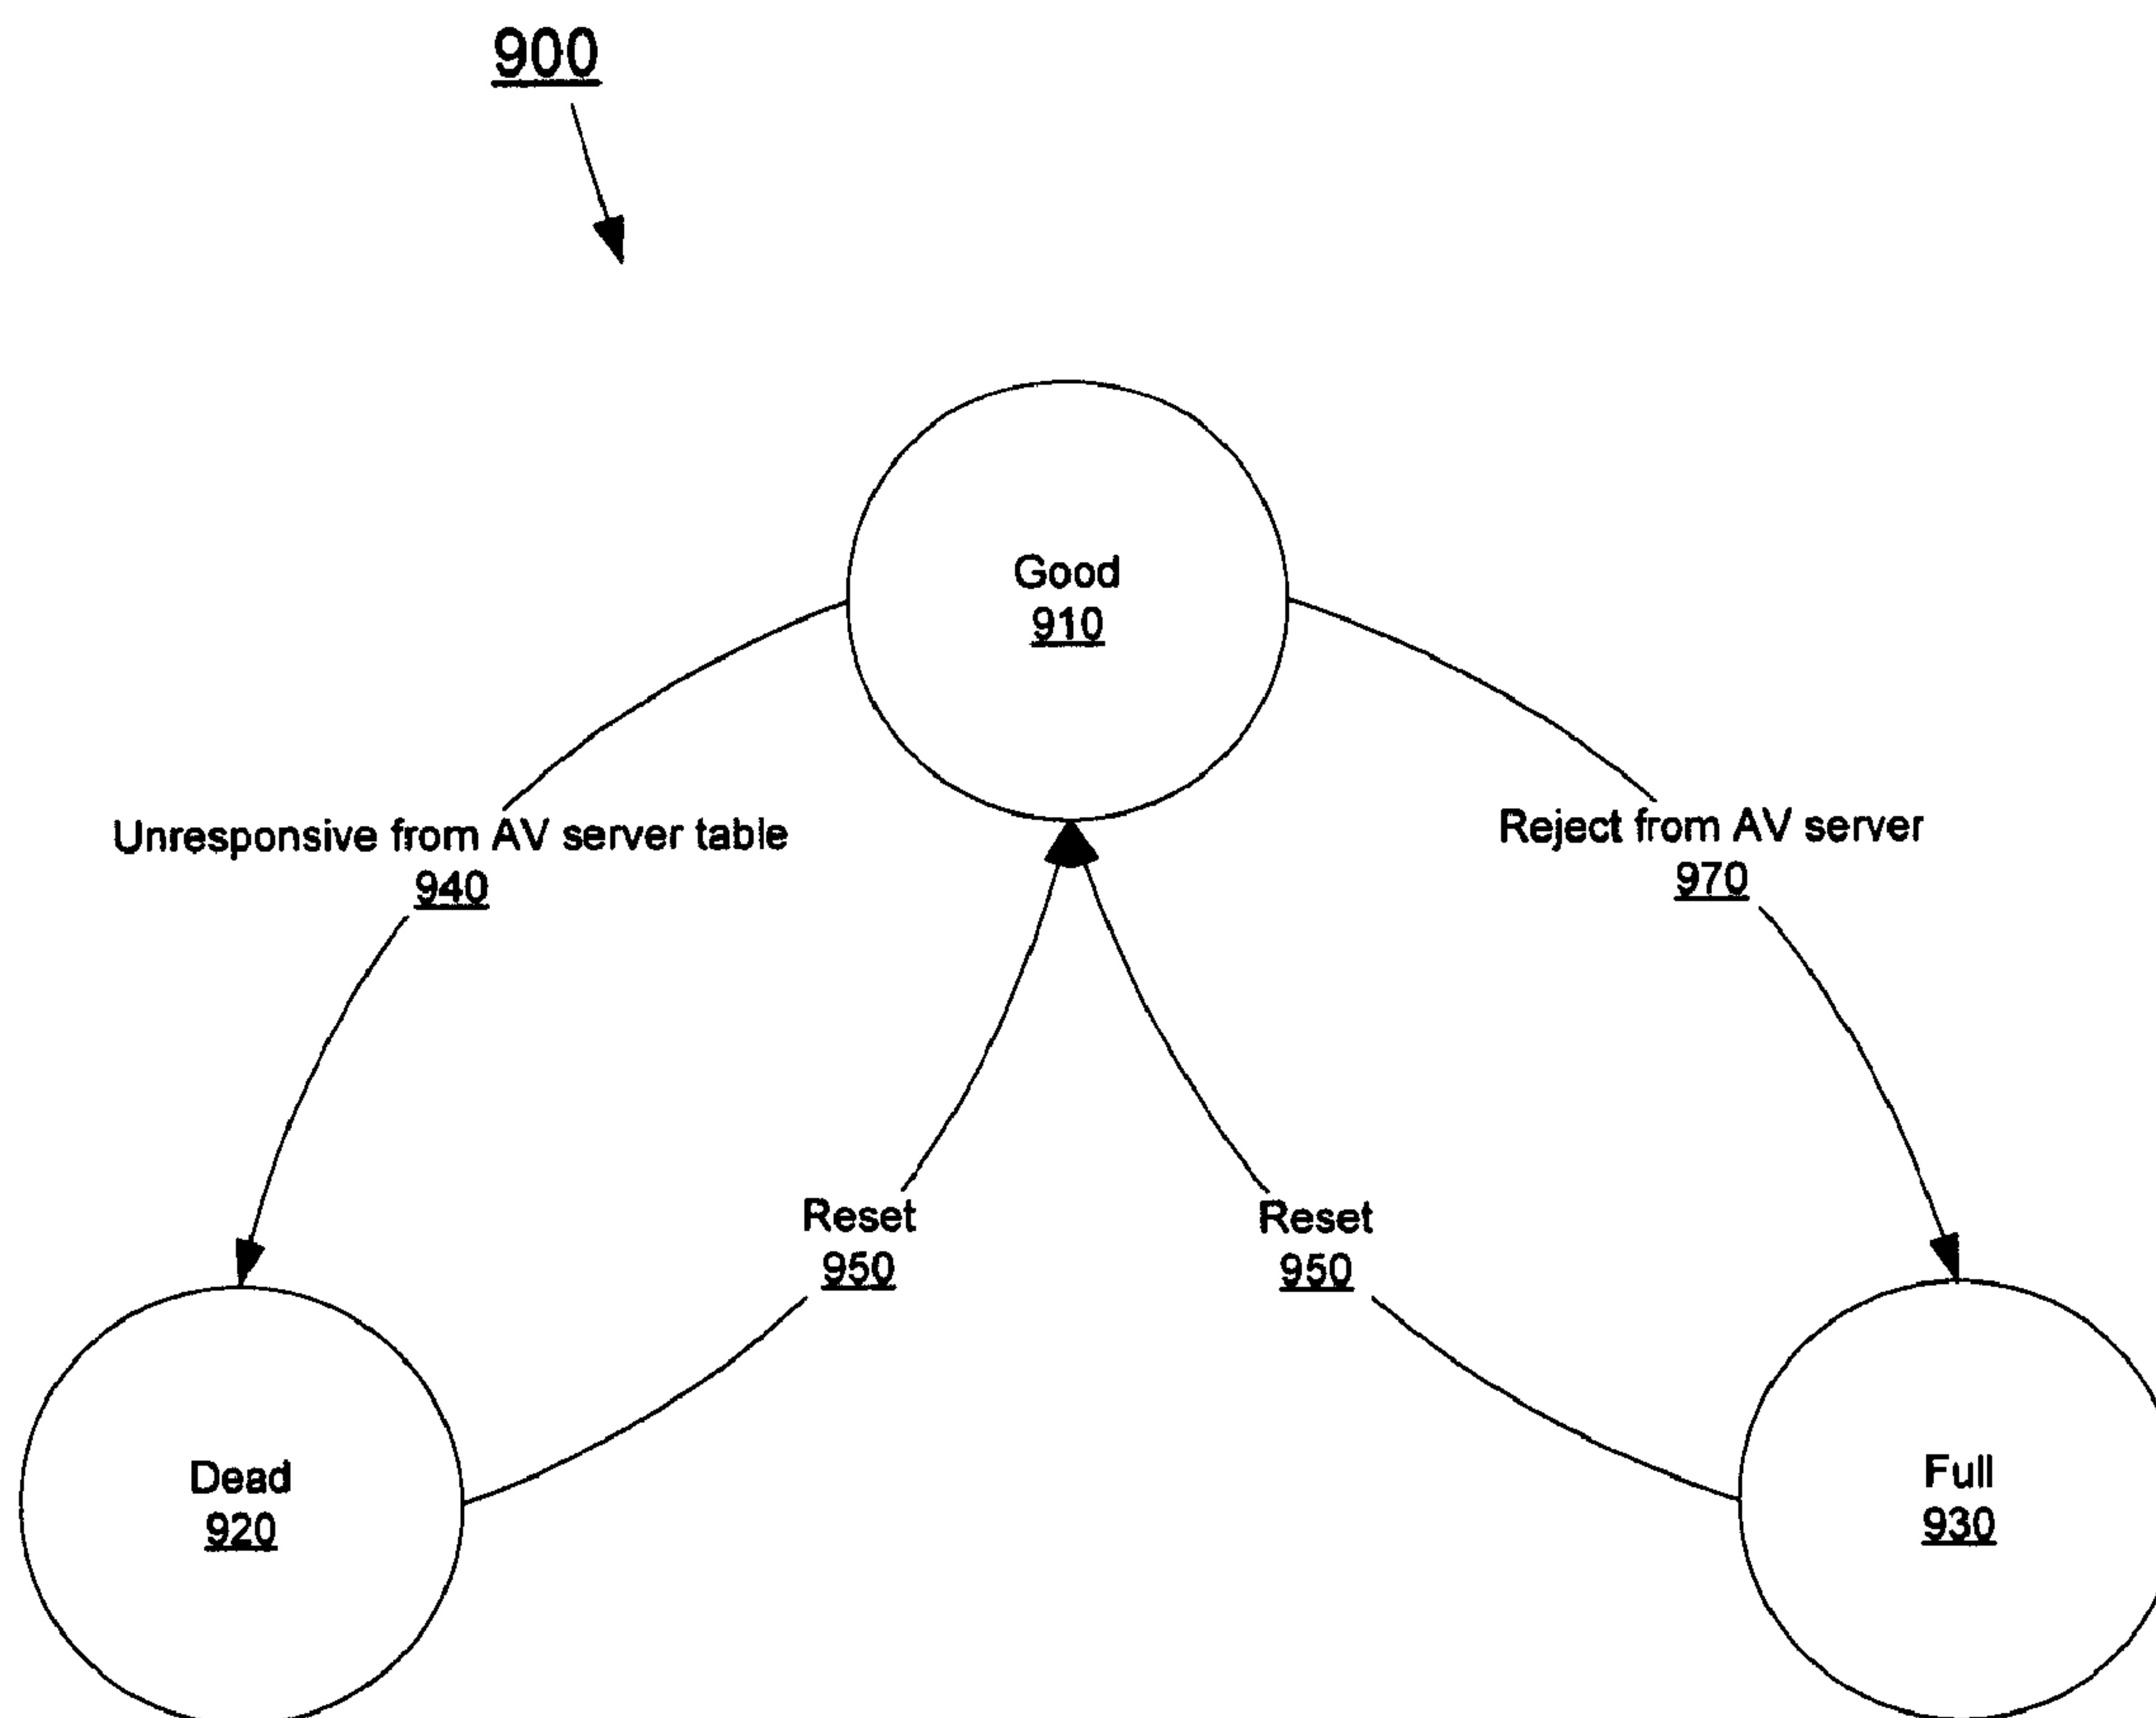 900
Good
910
Unresponsive from AV server table
940
Reject from AV server
970
Reset
950
Reset
950
Dead
920
Full
930